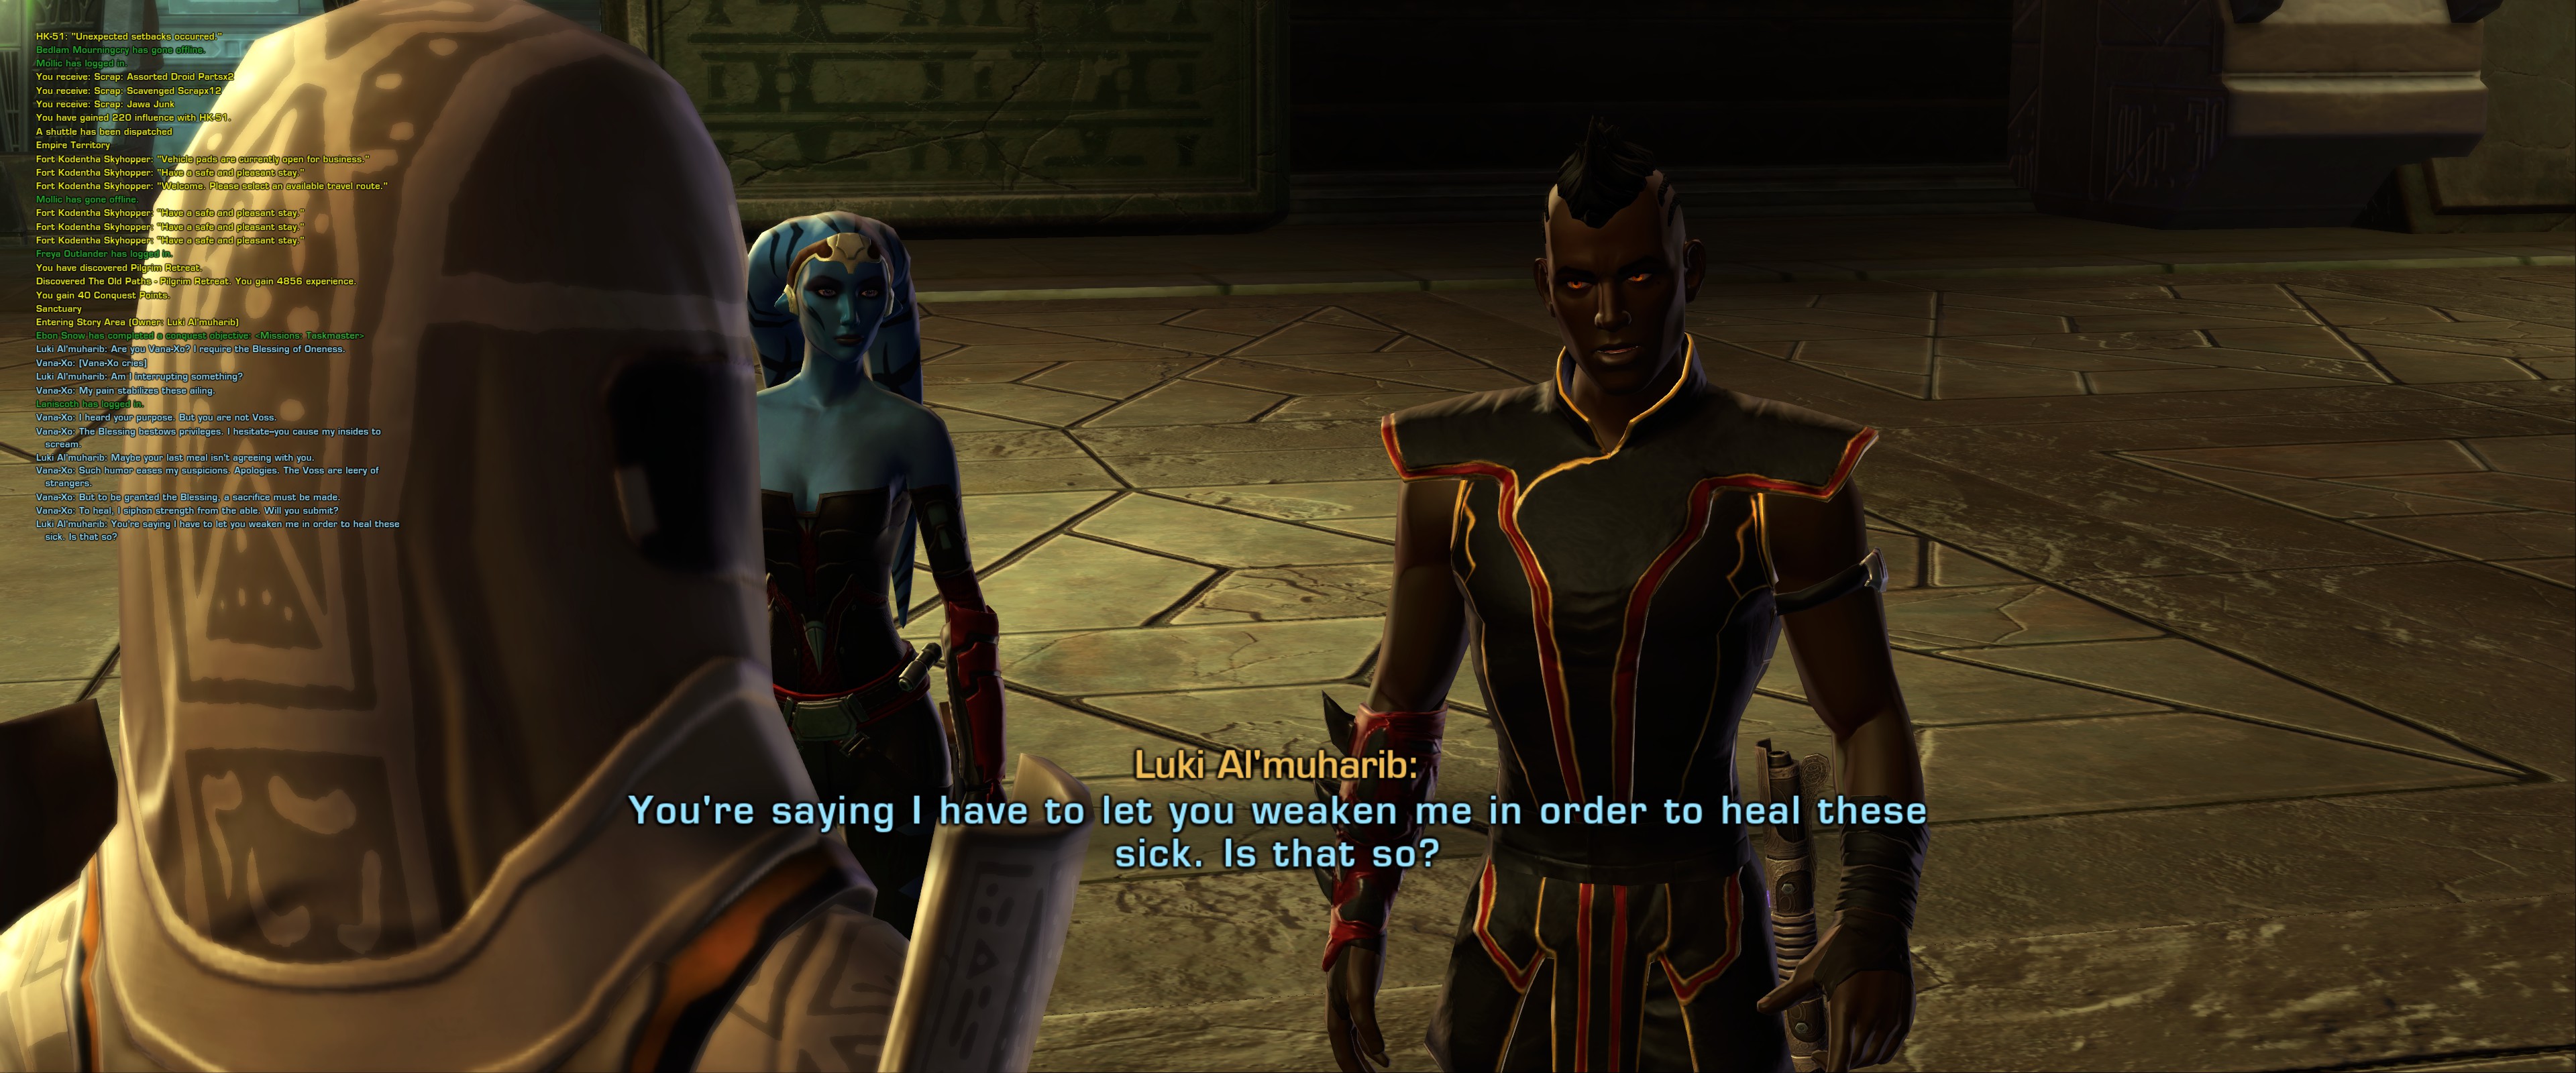 HK-51: "Unexpected setbacks occurred."
Bedlam Mourningcry has gone offline.
Mollic has logged in.
You receive: Scrap: Assorted Droid Partsx2
You receive: Scrap: Scavenged Scrapx12
You receive: Scrap: Jawa Junk
You have gained 220 influence with HK-51.
A shuttle has been dispatched
Empire Territory
Fort Kodentha Skyhopper: "Vehicle pads are currently open for business."
Fort Kodentha Skyhopper: "Have a safe and pleasant stay."
Fort Kodentha Skyhopper: "Welcome. Please select an available travel route."
Mollic has gone offline.
Fort Kodentha Skyhopper: "Have a safe and pleasant stay."
Fort Kodentha Skyhopper: "Have a safe and pleasant stay."
Fort Kodentha Skyhopper: "Have a safe and pleasant stay."
Freya Outlander has logged in.
You have discovered Pilgrim Retreat.
Discovered The Old Paths - Pilgrim Retreat. You gain 4856 experience.
You gain 40 Conquest Points.
Sanctuary
Entering Story Area [Owner: Luki Al'muharib]
Ebon Snow has completed a conquest objective: <Missions: Taskmaster>
Luki Al'muharib: Are you Vana-Xo? I require the Blessing of Oneness.
Vana-Xo: [Vana-Xo cries]
Luki Al'muharib: Am I interrupting something?
Vana-Xo: My pain stabilizes these ailing.
Laniscoth has logged in.
Vana-Xo: I heard your purpose. But you are not Voss.
Vana-Xo: The Blessing bestows privileges. I hesitate–you cause my insides to
scream.
Luki Al'muharib: Maybe your last meal isn't agreeing with you.
Vana-Xo: Such humor eases my suspicions. Apologies. The Voss are leery of
strangers.
Vana-Xo: But to be granted the Blessing, a sacrifice must be made.
Vana-Xo: To heal, I siphon strength from the able. Will you submit?
Luki Al'muharib: You're saying I have to let you weaken me in order to heal these
sick. Is that so?
Luki Al'muharib:
You're saying I have to let you weaken me in order to heal these
sick. Is that so?